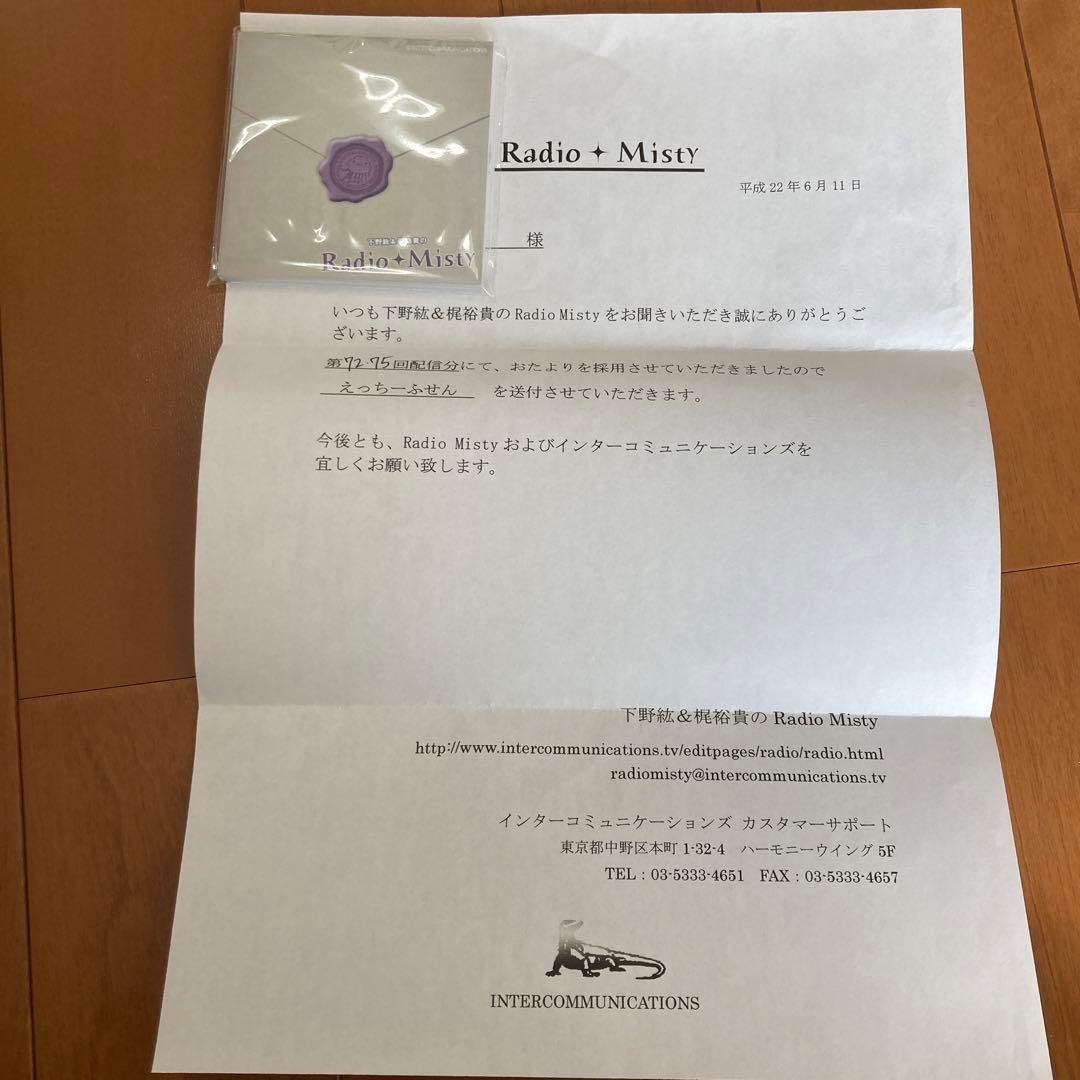 ©INTERCOMMUNICATIONS
下野紘&梶裕貴の
Radio✦Misty
Radio ✦ Misty
平成 22 年 6 月 11 日
様
いつも下野紘&梶裕貴の Radio Misty をお聞きいただき誠にありがとうご
ざいます。
第72・75回配信分にて、おたよりを採用させていただきましたので
えっちーふせん を送付させていただきます。
今後とも、Radio Misty およびインターコミュニケーションズを
宜しくお願い致します。
下野紘&梶裕貴の Radio Misty
http://www.intercommunications.tv/editpages/radio/radio.html
radiomisty@intercommunications.tv
インターコミュニケーションズ カスタマーサポート
東京都中野区本町 1-32-4 ハーモニーウイング 5F
TEL：03-5333-4651 FAX：03-5333-4657
INTERCOMMUNICATIONS